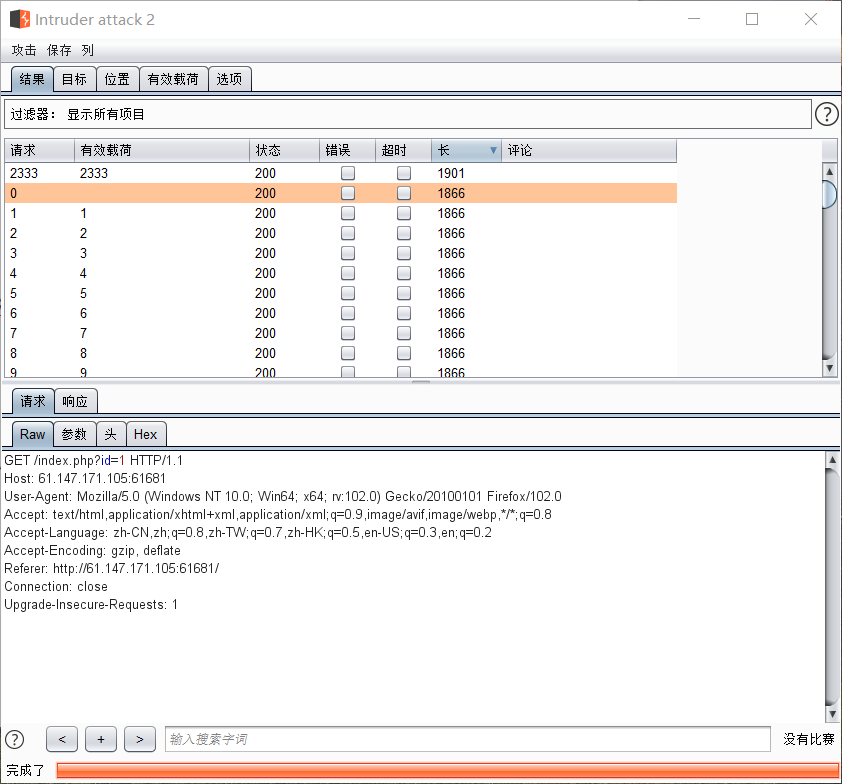 Intruder attack 2
攻击 保存 列
结果 目标 位置 有效载荷 选项
过滤器： 显示所有项目 ?
请求 有效载荷 状态 错误 超时 长 评论
2333 2333 200 1901
0 200 1866
1 1 200 1866
2 2 200 1866
3 3 200 1866
4 4 200 1866
5 5 200 1866
6 6 200 1866
7 7 200 1866
8 8 200 1866
9 9 200 1866
请求 响应
Raw 参数 头 Hex
GET /index.php?id=1 HTTP/1.1
Host: 61.147.171.105:61681
User-Agent: Mozilla/5.0 (Windows NT 10.0; Win64; x64; rv:102.0) Gecko/20100101 Firefox/102.0
Accept: text/html,application/xhtml+xml,application/xml;q=0.9,image/avif,image/webp,*/*;q=0.8
Accept-Language: zh-CN,zh;q=0.8,zh-TW;q=0.7,zh-HK;q=0.5,en-US;q=0.3,en;q=0.2
Accept-Encoding: gzip, deflate
Referer: http://61.147.171.105:61681/
Connection: close
Upgrade-Insecure-Requests: 1
? < + > 输入搜索字词 没有比赛
完成了